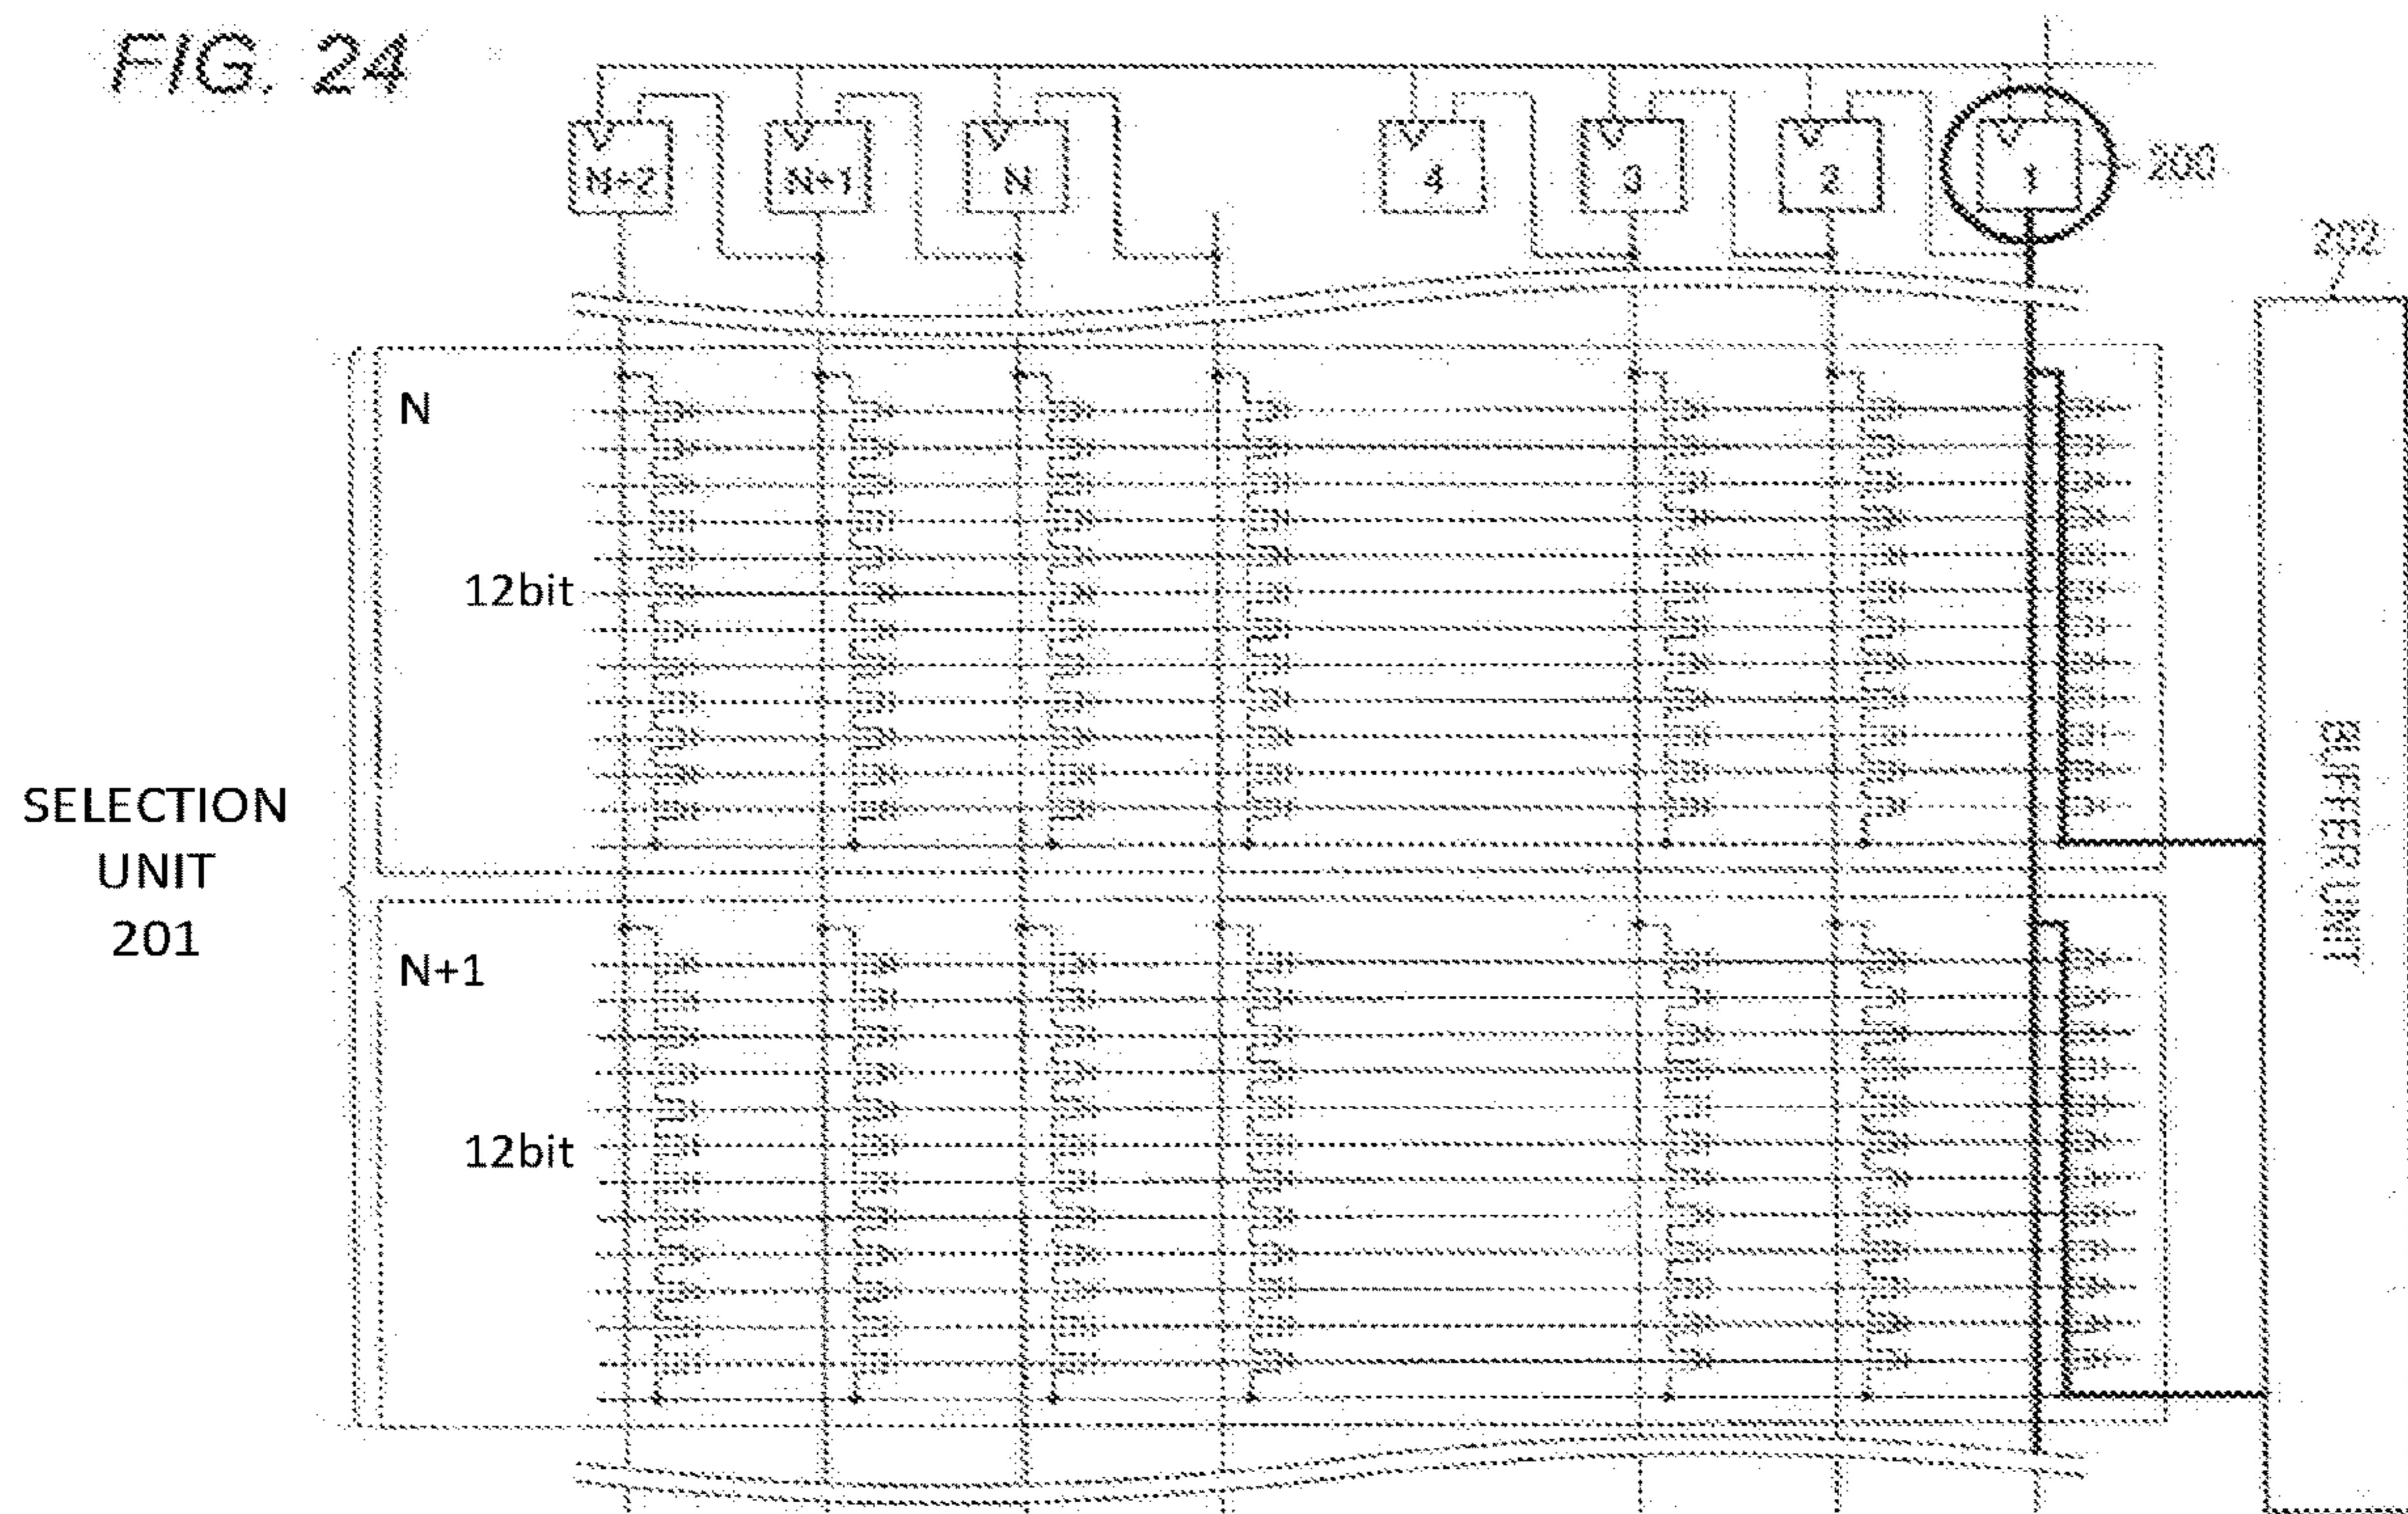 FIG. 24
N+2 N+1 N 4 3 2 1 200
202
N
12bit
SELECTION
UNIT
201
BUFFER UNIT
N+1
12bit